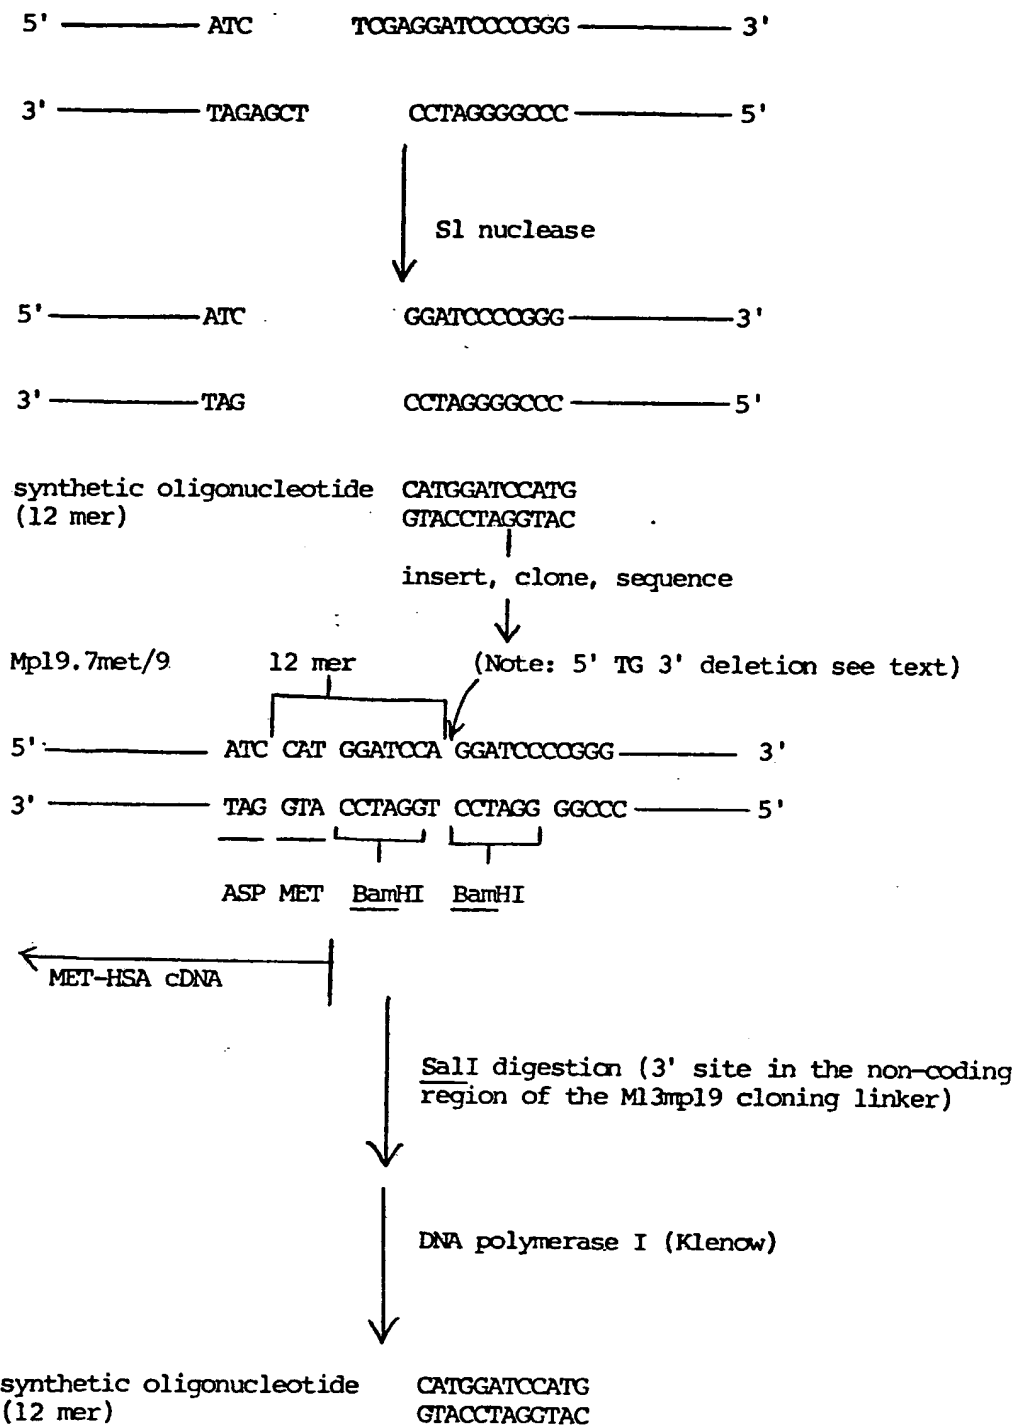 5' ATC TCGAGGATCCCCGGG 3'
3' TAGAGCT CCTAGGGGCCC 5'
S1 nuclease
5' ATC GGATCCCCGGG 3'
3' TAG CCTAGGGGCCC 5'
synthetic oligonucleotide CATGGATCCATG
(12 mer) GTACCTAGGTAC
insert, clone, sequence
Mp19.7met/9 12 mer (Note: 5' TG 3' deletion see text)
5' ATC CAT GGATCCA GGATCCCCGGG 3'
3' TAG GTA CCTAGGT CCTAGG GGCCC 5'
ASP MET BamHI BamHI
MET-HSA cDNA
SalI digestion (3' site in the non-coding
region of the M13mp19 cloning linker)
DNA polymerase I (Klenow)
synthetic oligonucleotide CATGGATCCATG
(12 mer) GTACCTAGGTAC